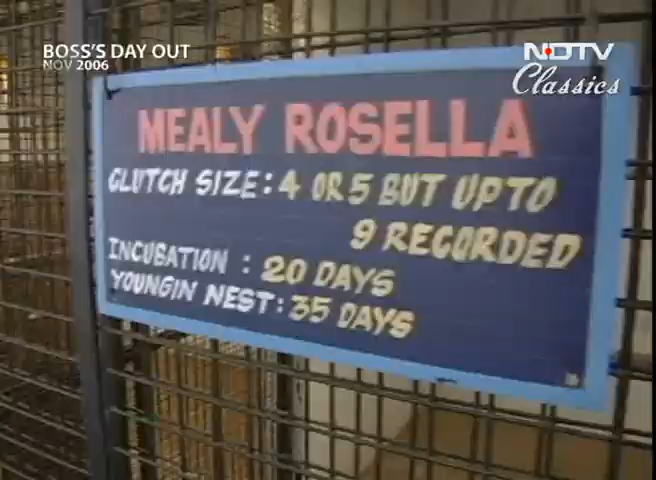 BOSS'S DAY OUT
NOV 2006
NDTV
Classics
MEALY ROSELLA
CLUTCH SIZE: 4 OR 5 BUT UPTO
9 RECORDED
INCUBATION : 20 DAYS
YOUNGIN NEST: 35 DAYS